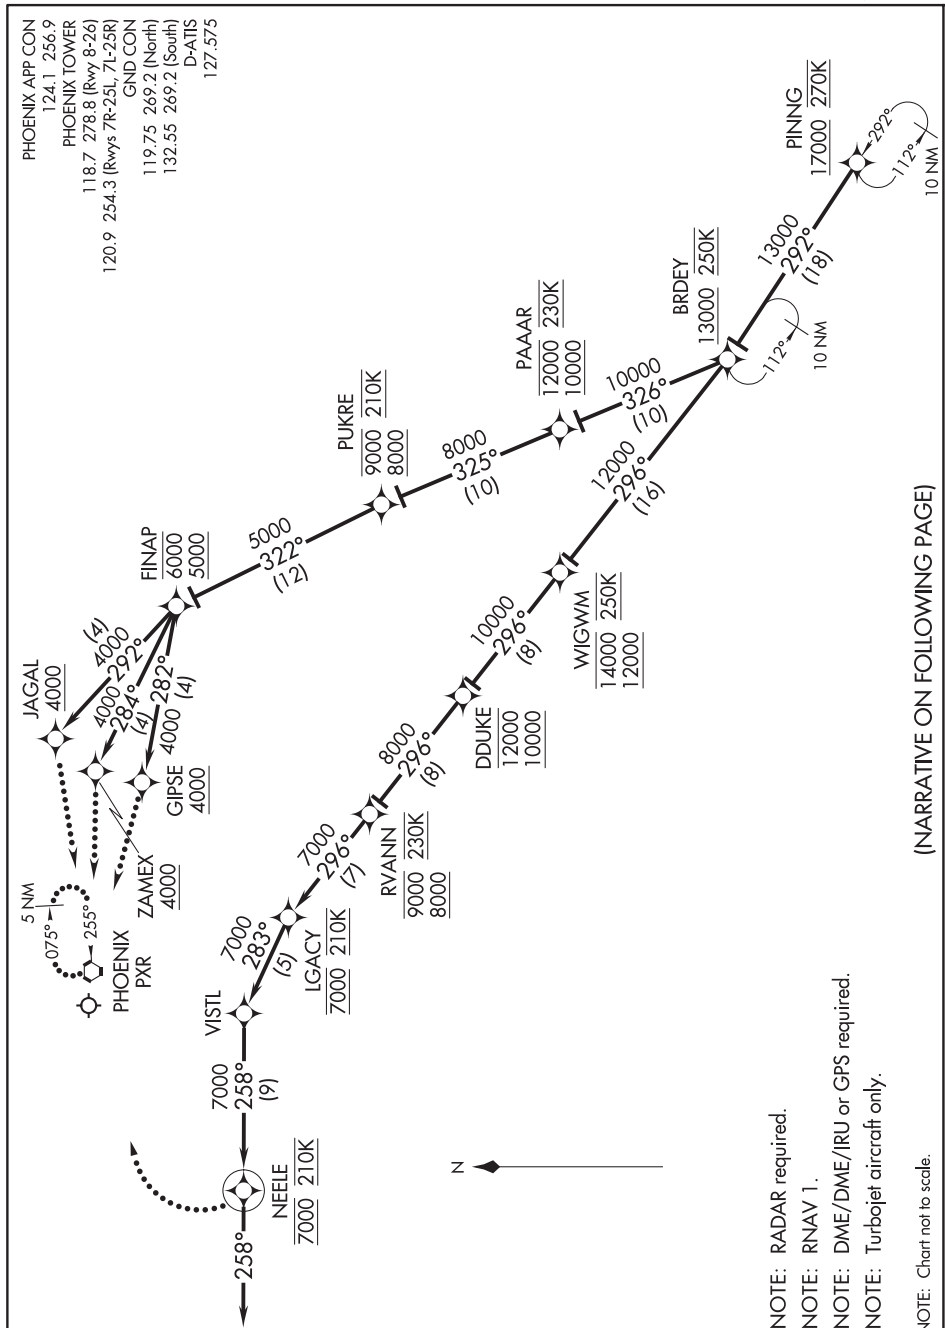 PHOENIX APP CON
124.1 256.9
PHOENIX TOWER
118.7 278.8 (Rwy 8-26)
120.9 254.3 (Rwys 7R-25L, 7L-25R)
GND CON
119.75 269.2 (North)
132.55 269.2 (South)
D-ATIS
127.575
PINNG
17000 270K
292°
112°
10 NM
13000
292°
(18)
BRDEY
13000 250K
112°
10 NM
10000
326°
(10)
PAAAR
12000 230K
10000
8000
325°
(10)
PUKRE
9000 210K
8000
5000
322°
(12)
FINAP
6000
5000
(4)
4000
292°
4000
284°
(4)
4000
282°
(4)
JAGAL
4000
ZAMEX
4000
GIPSE
4000
5 NM
075°
255°
PHOENIX
PXR
12000
296°
(16)
WIGWM
14000 250K
12000
10000
296°
(8)
DDUKE
12000
10000
8000
296°
(8)
RVANN
9000 230K
8000
7000
296°
(7)
LGACY
7000 210K
7000
283°
(5)
VISTL
7000
258°
(9)
NEELE
7000 210K
258°
N
NOTE: RADAR required.
NOTE: RNAV 1.
NOTE: DME/DME/IRU or GPS required.
NOTE: Turbojet aircraft only.
NOTE: Chart not to scale.
(NARRATIVE ON FOLLOWING PAGE)